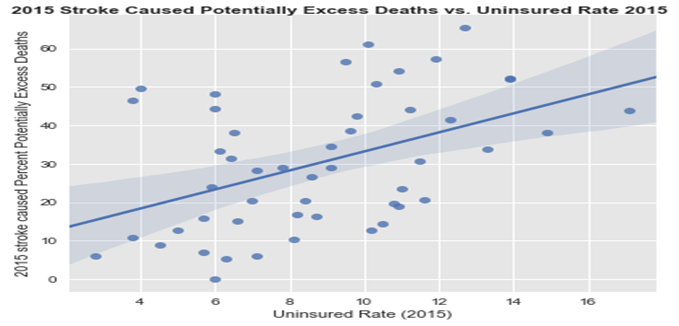 2015 Stroke Caused Potentially Excess Deaths vs. Uninsured Rate 2015
2015 stroke caused Percent Potentially Excess Deaths
60
50
40
30
20
10
0
4 6 8 10 12 14 16
Uninsured Rate (2015)